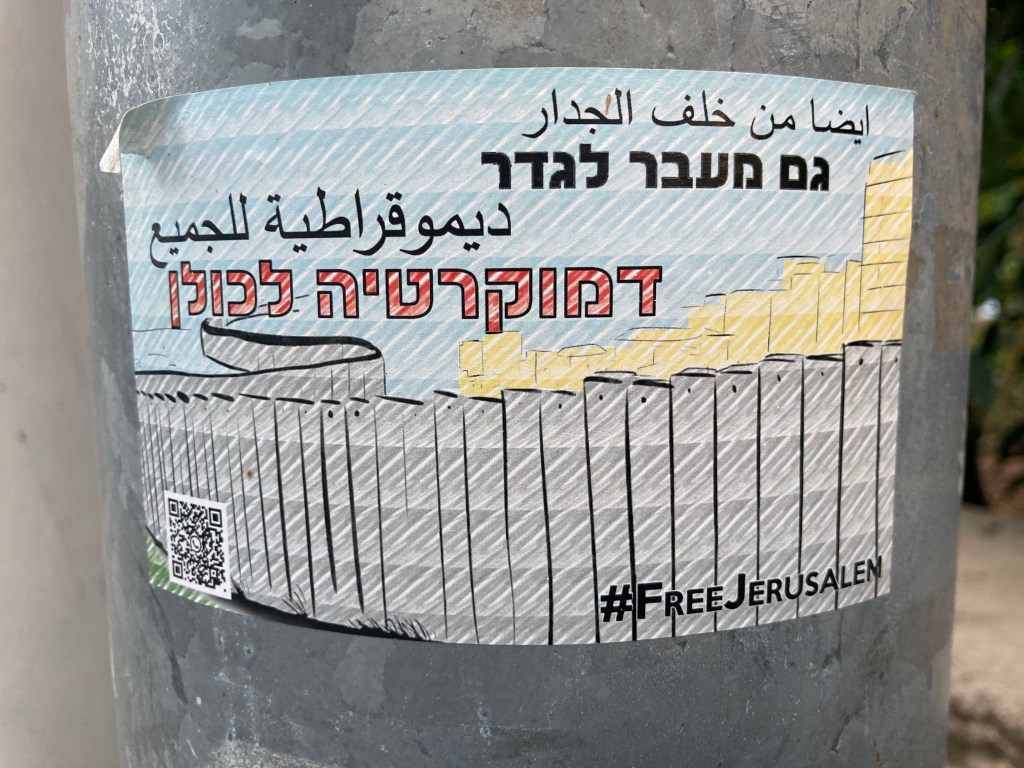 ايضا من خلف الجدار
גם מעבר לגדר
ديموقراطية للجميع
דמוקרטיה לכולן
#FREEJERUSALEM